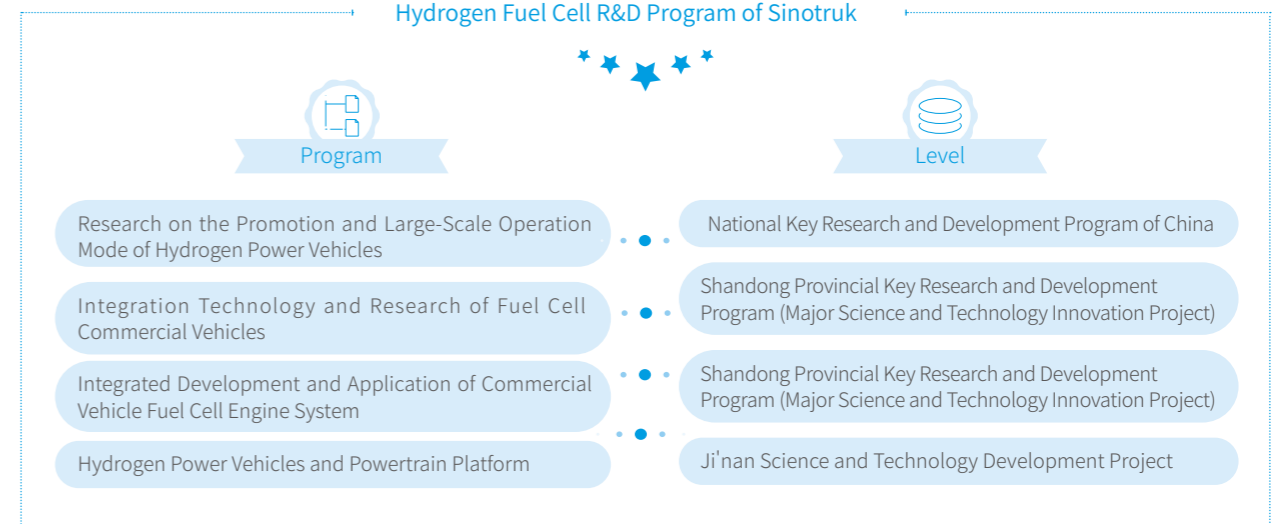 Hydrogen Fuel Cell R&D Program of Sinotruk
Program
Level
Research on the Promotion and Large-Scale Operation
Mode of Hydrogen Power Vehicles
National Key Research and Development Program of China
Integration Technology and Research of Fuel Cell
Commercial Vehicles
Shandong Provincial Key Research and Development
Program (Major Science and Technology Innovation Project)
Integrated Development and Application of Commercial
Vehicle Fuel Cell Engine System
Shandong Provincial Key Research and Development
Program (Major Science and Technology Innovation Project)
Hydrogen Power Vehicles and Powertrain Platform
Ji'nan Science and Technology Development Project